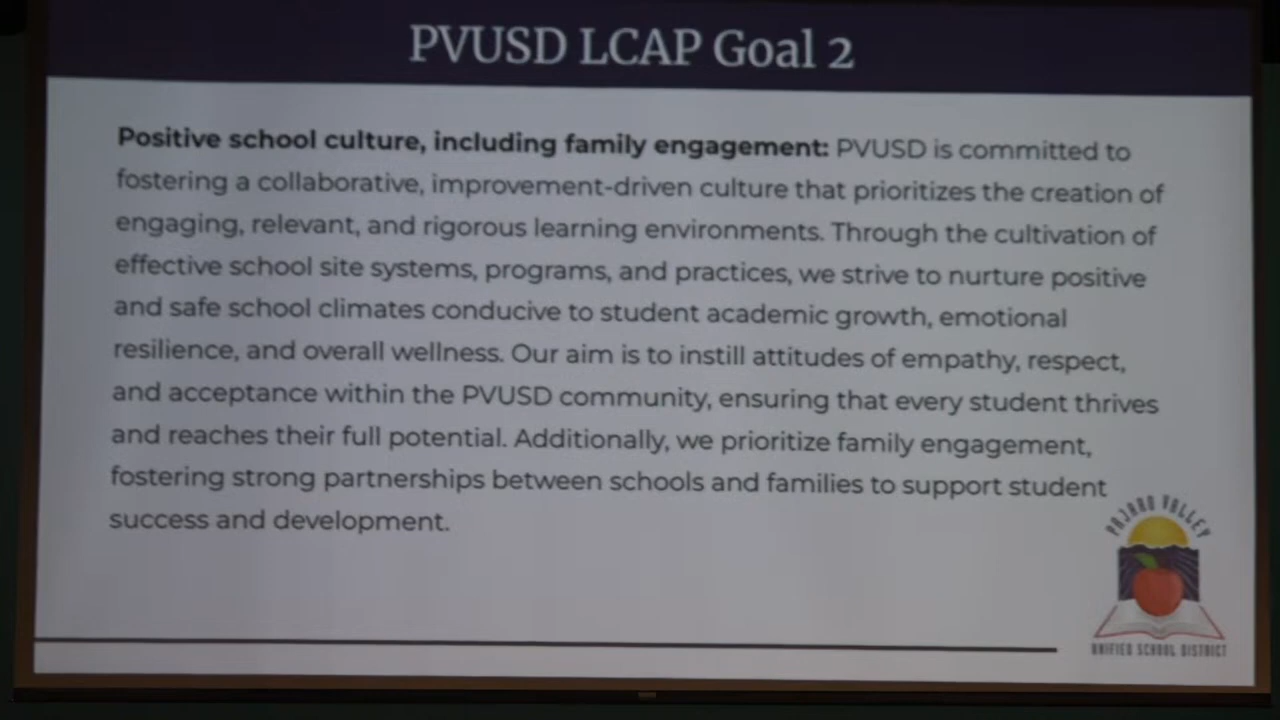 PVUSD LCAP Goal 2
Positive school culture, including family engagement: PVUSD is committed to
fostering a collaborative, improvement-driven culture that prioritizes the creation of
engaging, relevant, and rigorous learning environments. Through the cultivation of
effective school site systems, programs, and practices, we strive to nurture positive
and safe school climates conducive to student academic growth, emotional
resilience, and overall wellness. Our aim is to instill attitudes of empathy, respect,
and acceptance within the PVUSD community, ensuring that every student thrives
and reaches their full potential. Additionally, we prioritize family engagement,
fostering strong partnerships between schools and families to support student
success and development.
PAJARO VALLEY
UNIFIED SCHOOL DISTRICT